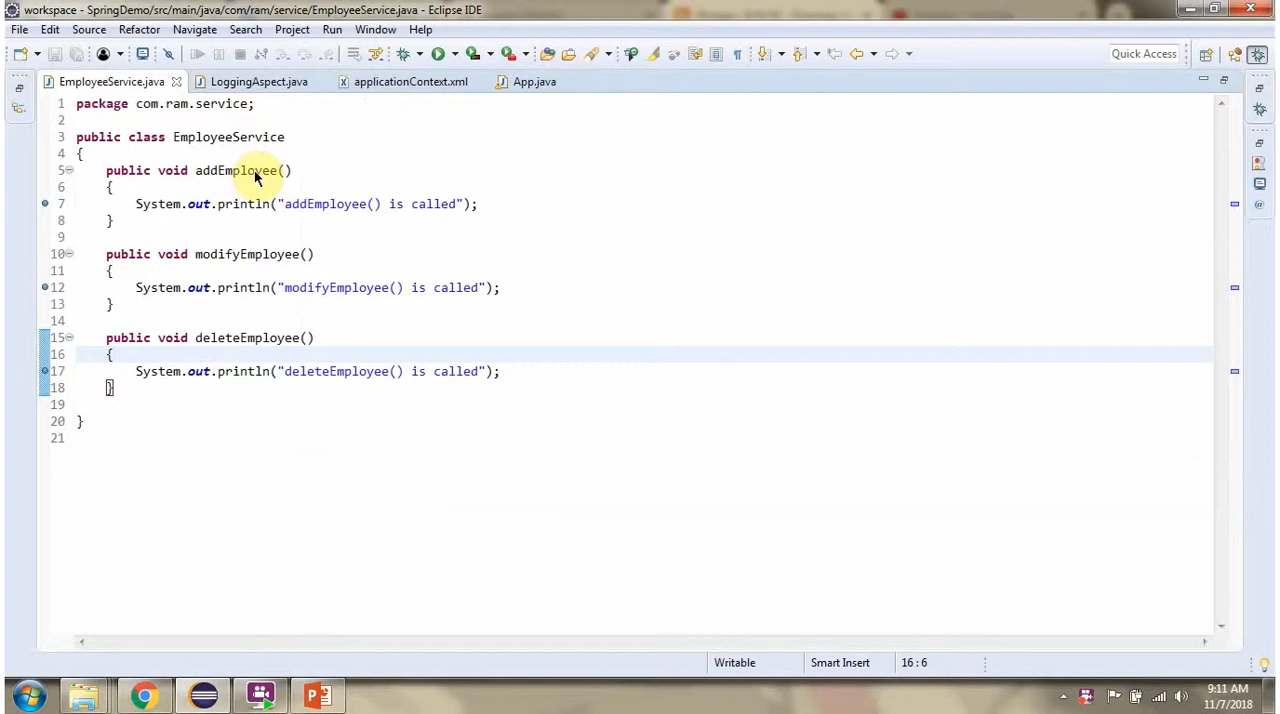 workspace - SpringDemo/src/main/java/com/ram/service/EmployeeService.java - Eclipse IDE
File Edit Source Refactor Navigate Search Project Run Window Help
Quick Access
EmployeeService.java LoggingAspect.java applicationContext.xml App.java
1 package com.ram.service;
2
3 public class EmployeeService
4 {
5 public void addEmployee()
6 {
7 System.out.println("addEmployee() is called");
8 }
9
10 public void modifyEmployee()
11 {
12 System.out.println("modifyEmployee() is called");
13 }
14
15 public void deleteEmployee()
16 {
17 System.out.println("deleteEmployee() is called");
18 }
19
20 }
21
Writable Smart Insert 16 : 6
9:11 AM
11/7/2018